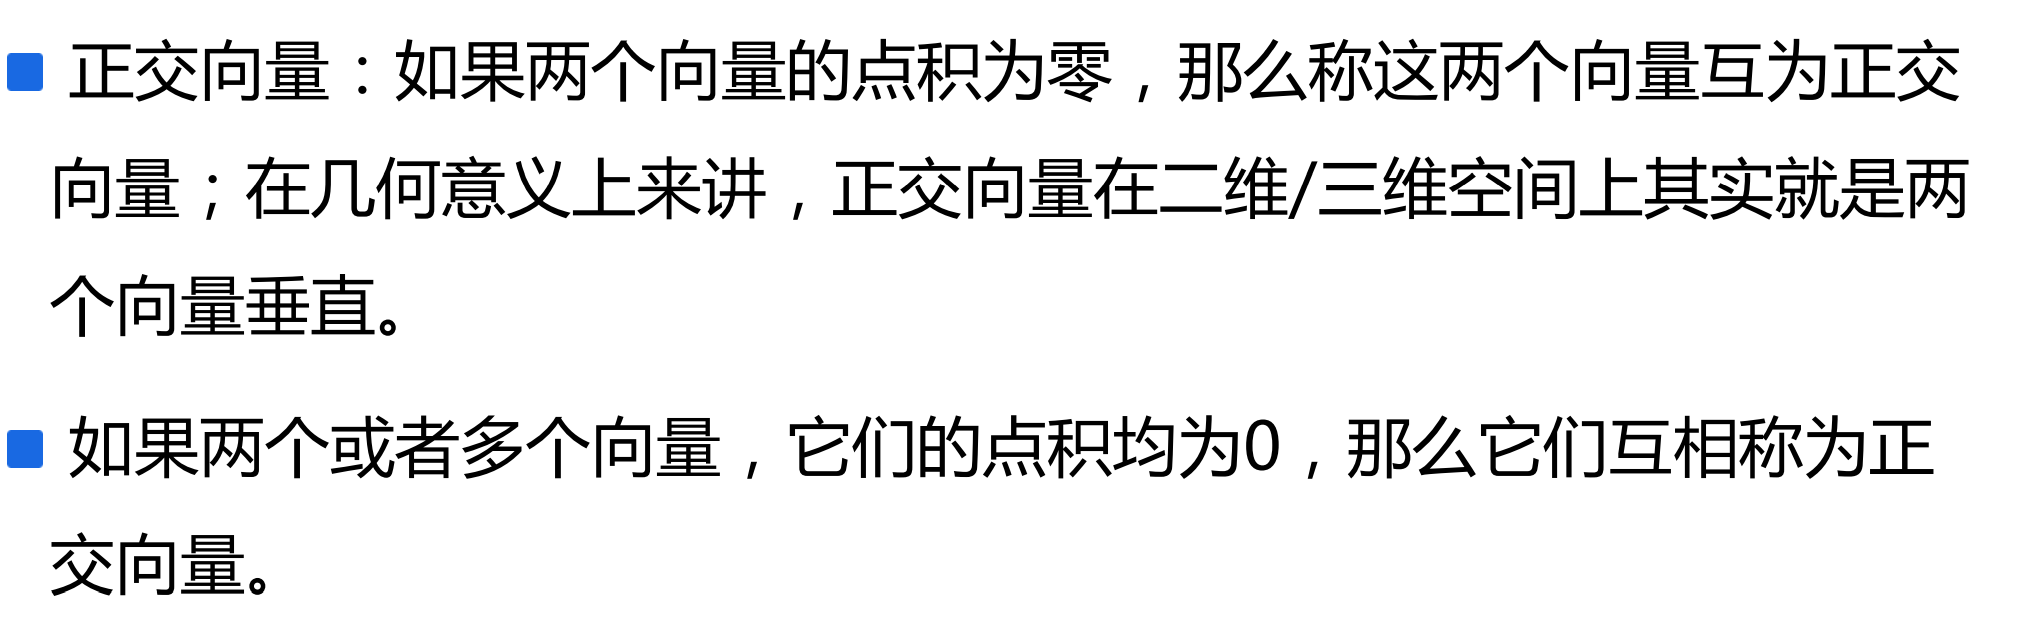 正交向量：如果两个向量的点积为零，那么称这两个向量互为正交
向量；在几何意义上来讲，正交向量在二维/三维空间上其实就是两
个向量垂直。
如果两个或者多个向量，它们的点积均为0，那么它们互相称为正
交向量。